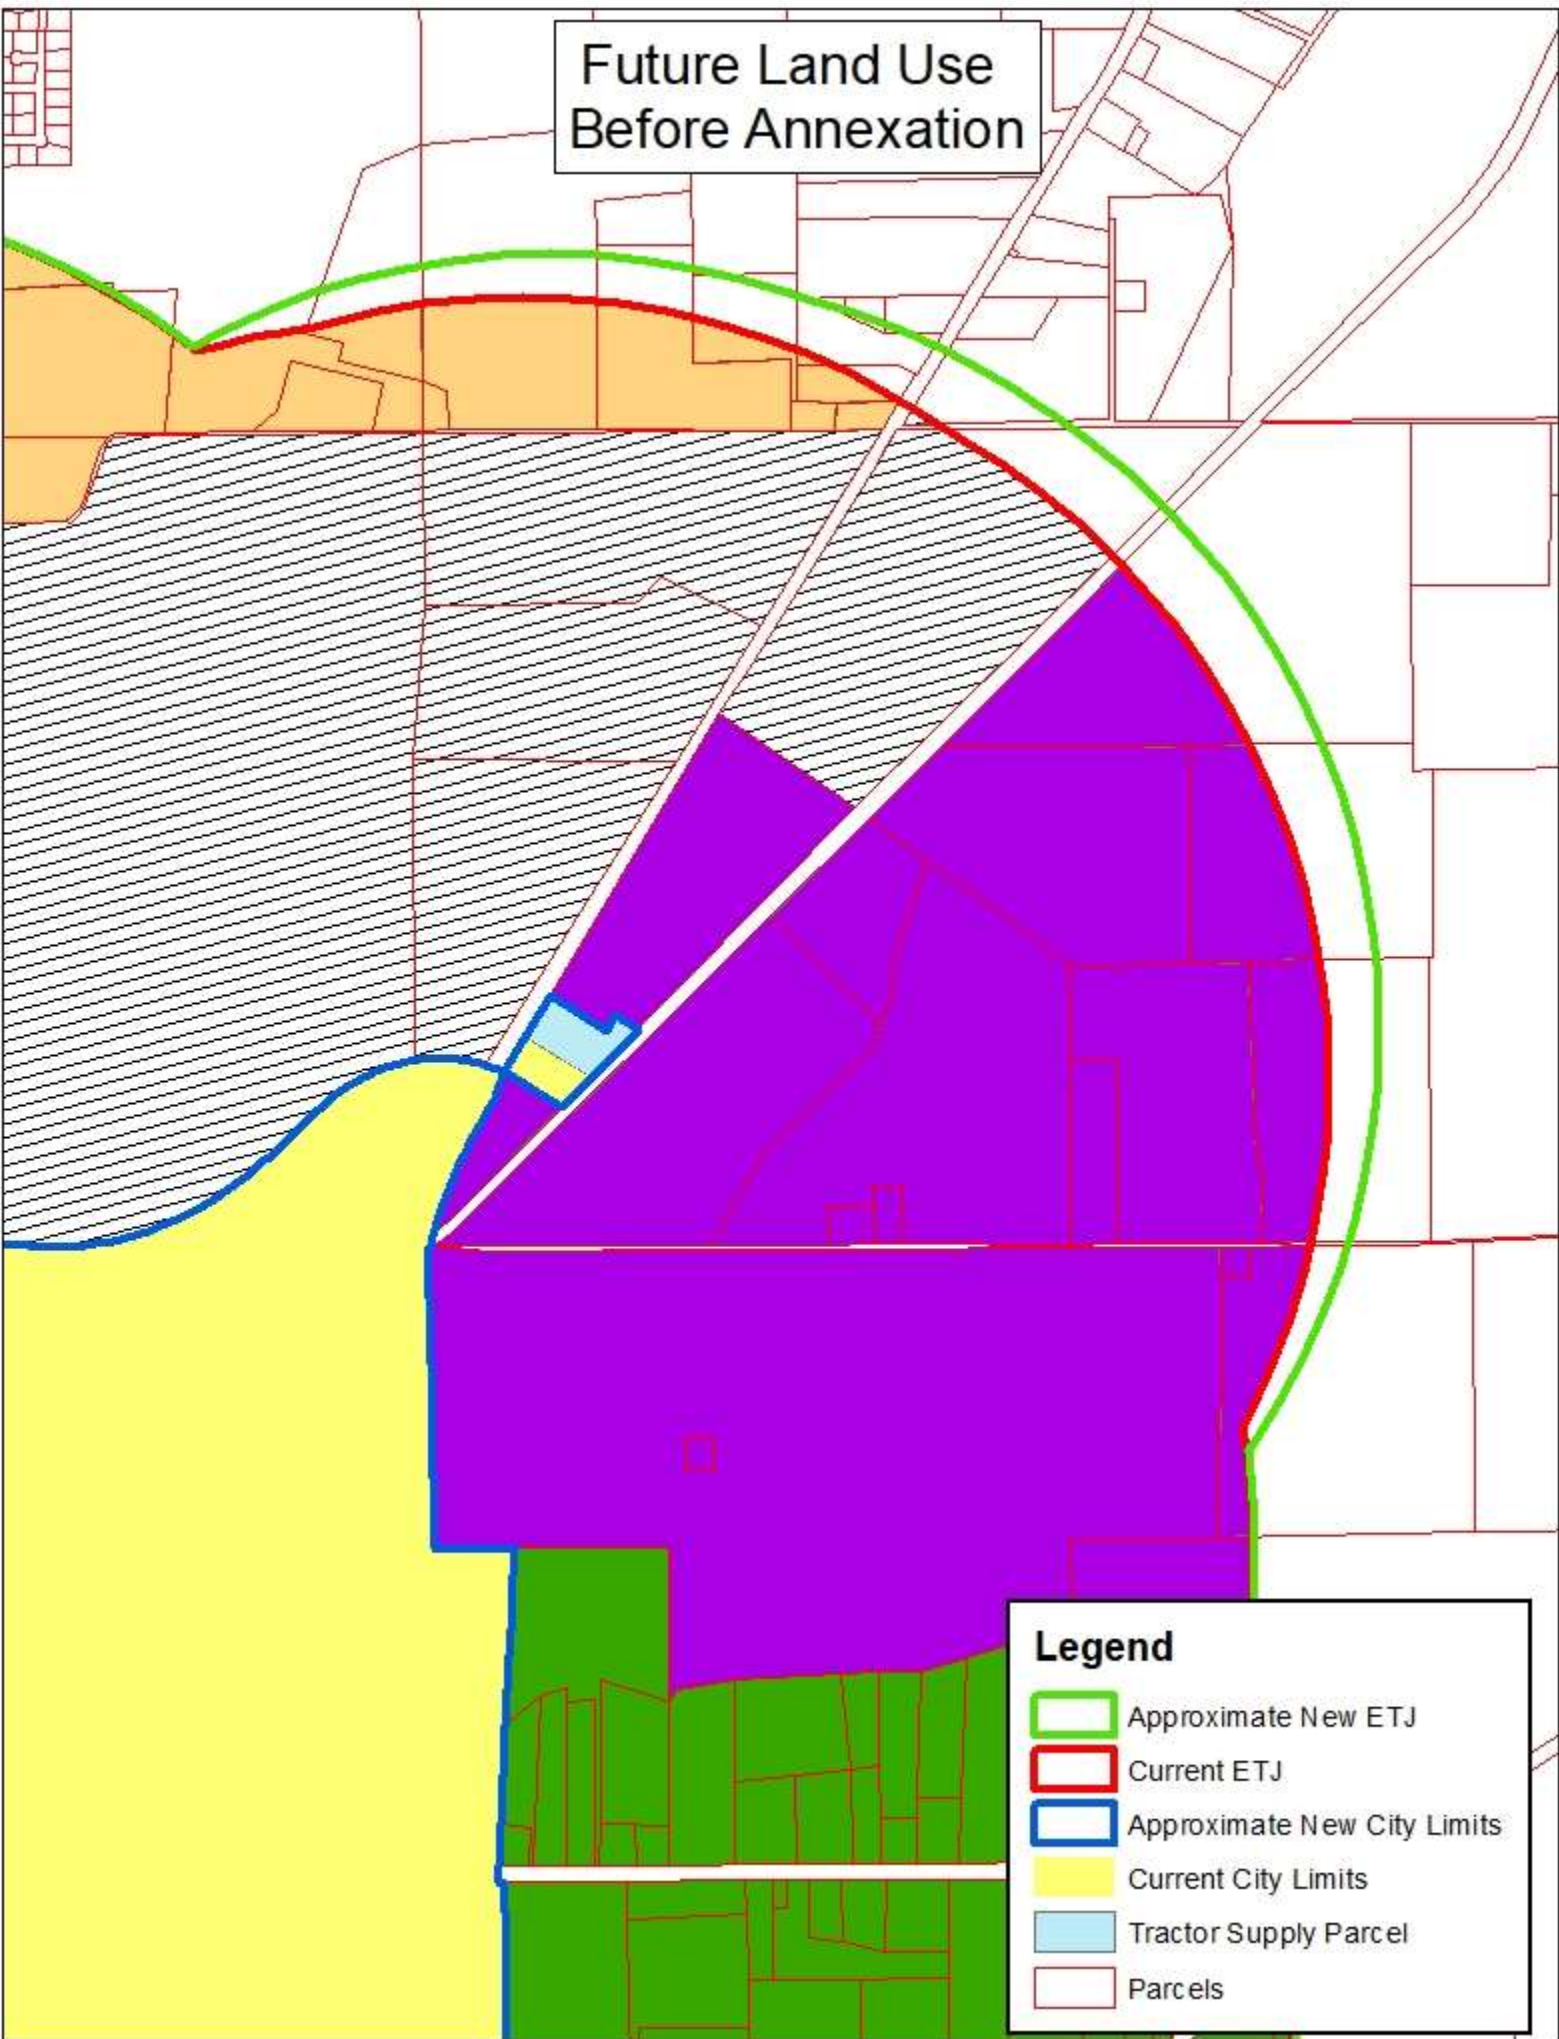 Future Land Use
Before Annexation
Legend
Approximate New ETJ
Current ETJ
Approximate New City Limits
Current City Limits
Tractor Supply Parcel
Parcels